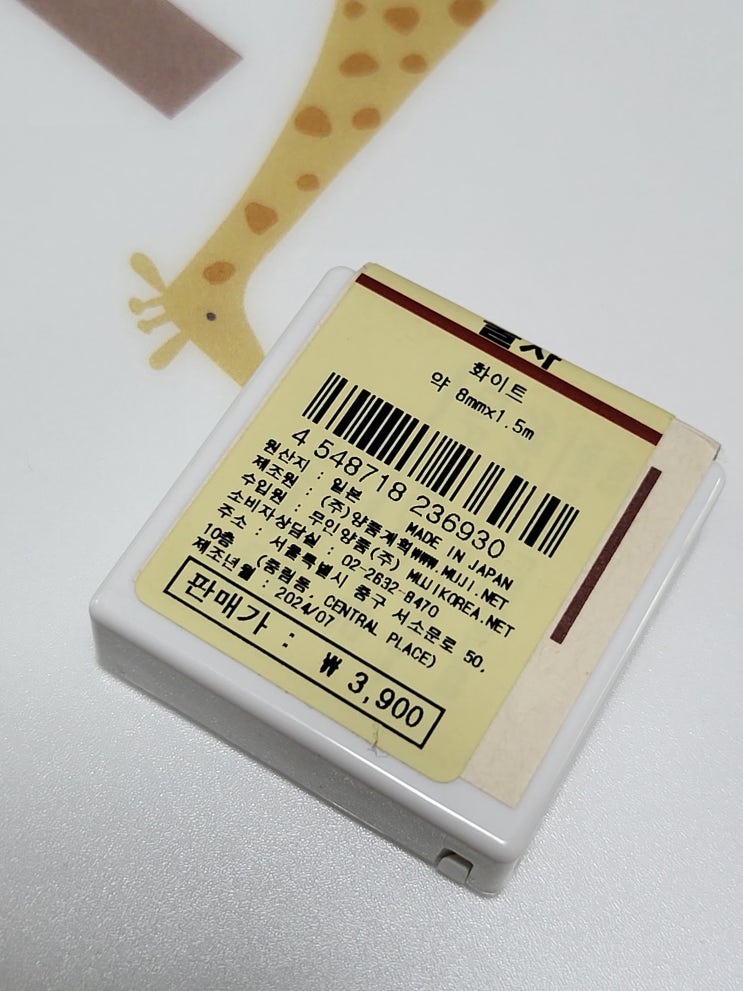 줄자
화이트
약 8mm×1.5m
4 548718 236930
원산지 : 일본 MADE IN JAPAN
제조원 : (주)양품계획 WWW.MUJI.NET
수입원 : 무인양품(주) MUJIKOREA.NET
소비자상담실 : 02-2632-8470
주소 : 서울특별시 중구 서소문로 50,
10층 (중림동, CENTRAL PLACE)
제조년월 : 2024/07
판매가 : ₩ 3,900